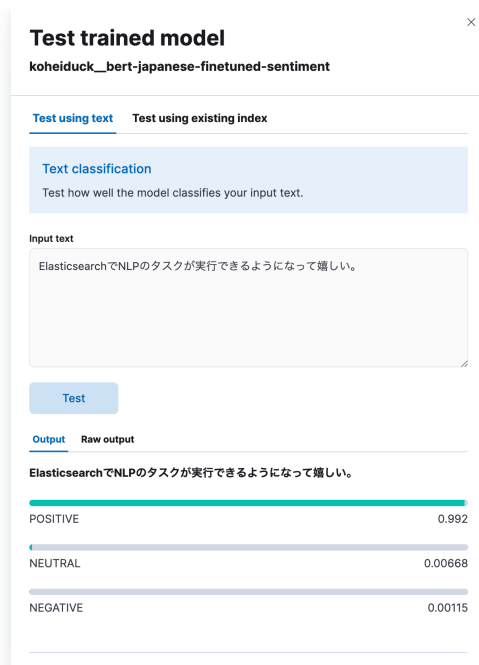 Test trained model
koheiduck__bert-japanese-finetuned-sentiment
Test using text Test using existing index
Text classification
Test how well the model classifies your input text.
Input text
ElasticsearchでNLPのタスクが実行できるようになって嬉しい。
Test
Output Raw output
ElasticsearchでNLPのタスクが実行できるようになって嬉しい。
POSITIVE 0.992
NEUTRAL 0.00668
NEGATIVE 0.00115